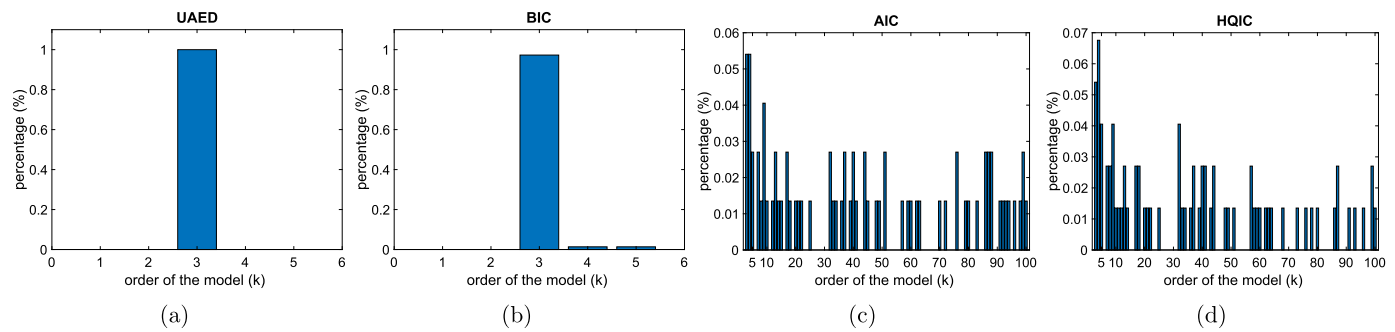 UAED
1
0.8
0.6
0.4
0.2
0
percentage (%)
0 1 2 3 4 5 6
order of the model (k)
(a)
BIC
1
0.8
0.6
0.4
0.2
0
percentage (%)
0 1 2 3 4 5 6
order of the model (k)
(b)
AIC
0.06
0.05
0.04
0.03
0.02
0.01
0
percentage (%)
5 10 20 30 40 50 60 70 80 90 100
order of the model (k)
(c)
HQIC
0.07
0.06
0.05
0.04
0.03
0.02
0.01
0
percentage (%)
5 10 20 30 40 50 60 70 80 90 100
order of the model (k)
(d)